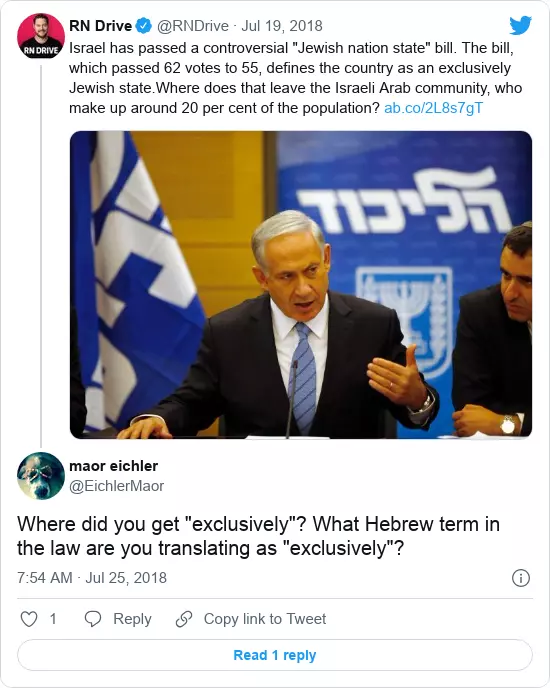 RN Drive @RNDrive · Jul 19, 2018
Israel has passed a controversial "Jewish nation state" bill. The bill,
which passed 62 votes to 55, defines the country as an exclusively
Jewish state.Where does that leave the Israeli Arab community, who
make up around 20 per cent of the population? ab.co/2L8s7gT
RN DRIVE
הליכוד
maor eichler
@EichlerMaor
Where did you get "exclusively"? What Hebrew term in
the law are you translating as "exclusively"?
7:54 AM · Jul 25, 2018
1 Reply Copy link to Tweet
Read 1 reply